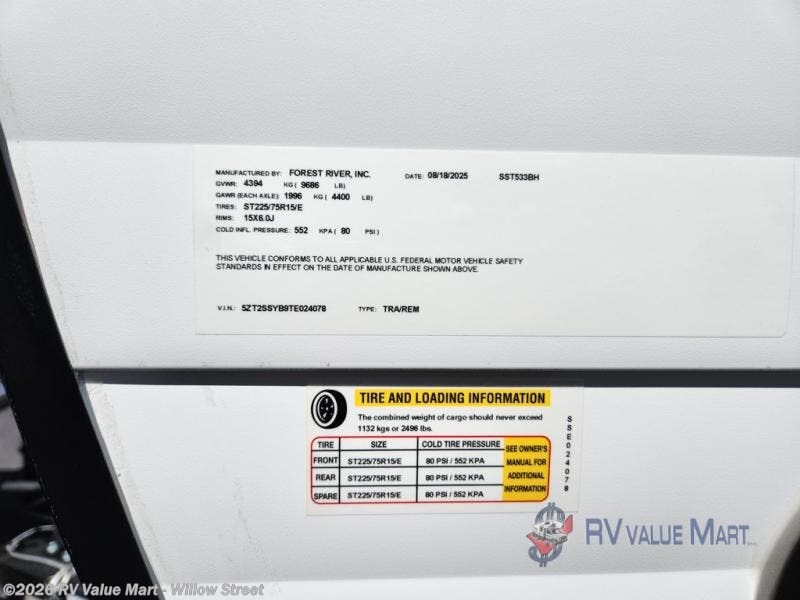 MANUFACTURED BY: FOREST RIVER, INC. DATE: 08/18/2025 SST533BH
GVWR: 4394 KG ( 9686 LB)
GAWR (EACH AXLE): 1996 KG ( 4400 LB)
TIRES: ST225/75R15/E
RIMS: 15X6.0J
COLD INFL. PRESSURE: 552 KPA ( 80 PSI )
THIS VEHICLE CONFORMS TO ALL APPLICABLE U.S. FEDERAL MOTOR VEHICLE SAFETY
STANDARDS IN EFFECT ON THE DATE OF MANUFACTURE SHOWN ABOVE.
V.I.N.: 5ZT2SSYB9TE024078 TYPE: TRA/REM
TIRE AND LOADING INFORMATION
The combined weight of cargo should never exceed
1132 kgs or 2496 lbs.
TIRE SIZE COLD TIRE PRESSURE
FRONT ST225/75R15/E 80 PSI / 552 KPA
REAR ST225/75R15/E 80 PSI / 552 KPA
SPARE ST225/75R15/E 80 PSI / 552 KPA
SEE OWNER'S
MANUAL FOR
ADDITIONAL
INFORMATION
SSE024078
RV VALUE MART
©2026 RV Value Mart - Willow Street